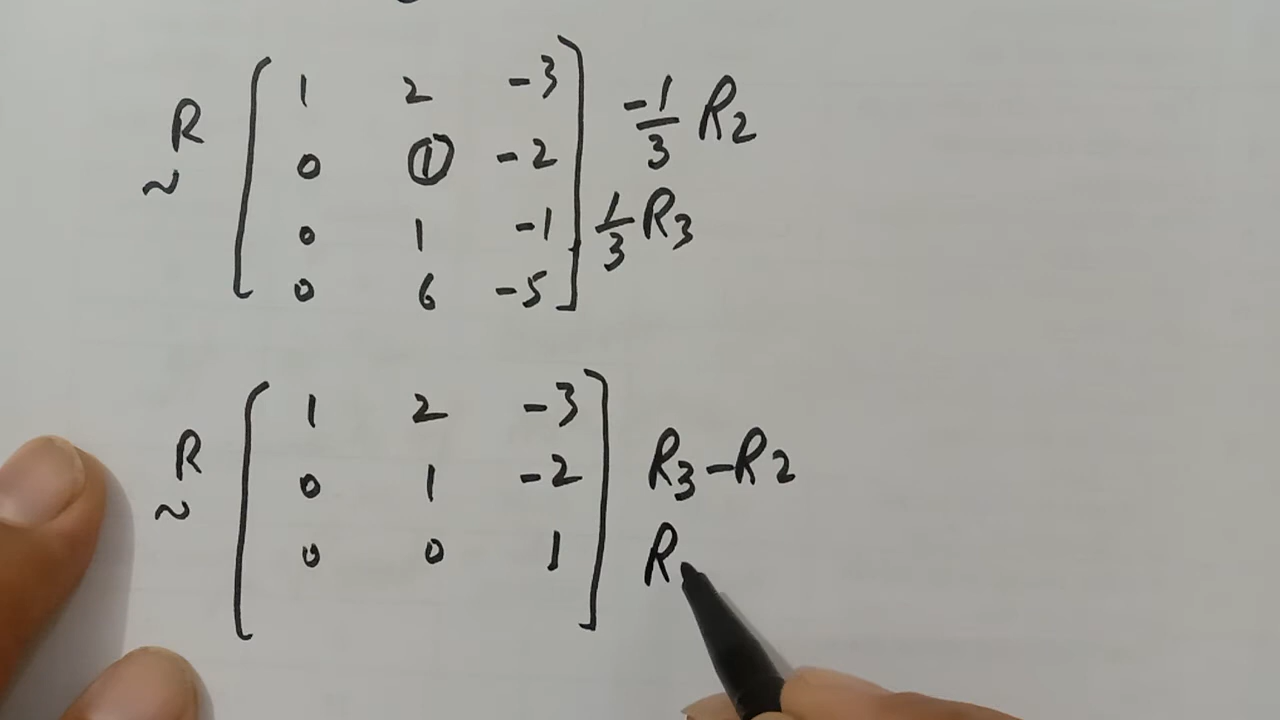 R ~ [ 1 2 -3 ] -1/3 R2
0 ① -2
0 1 -1 1/3 R3
0 6 -5
R ~ [ 1 2 -3 ]
0 1 -2 R3-R2
0 0 1 R